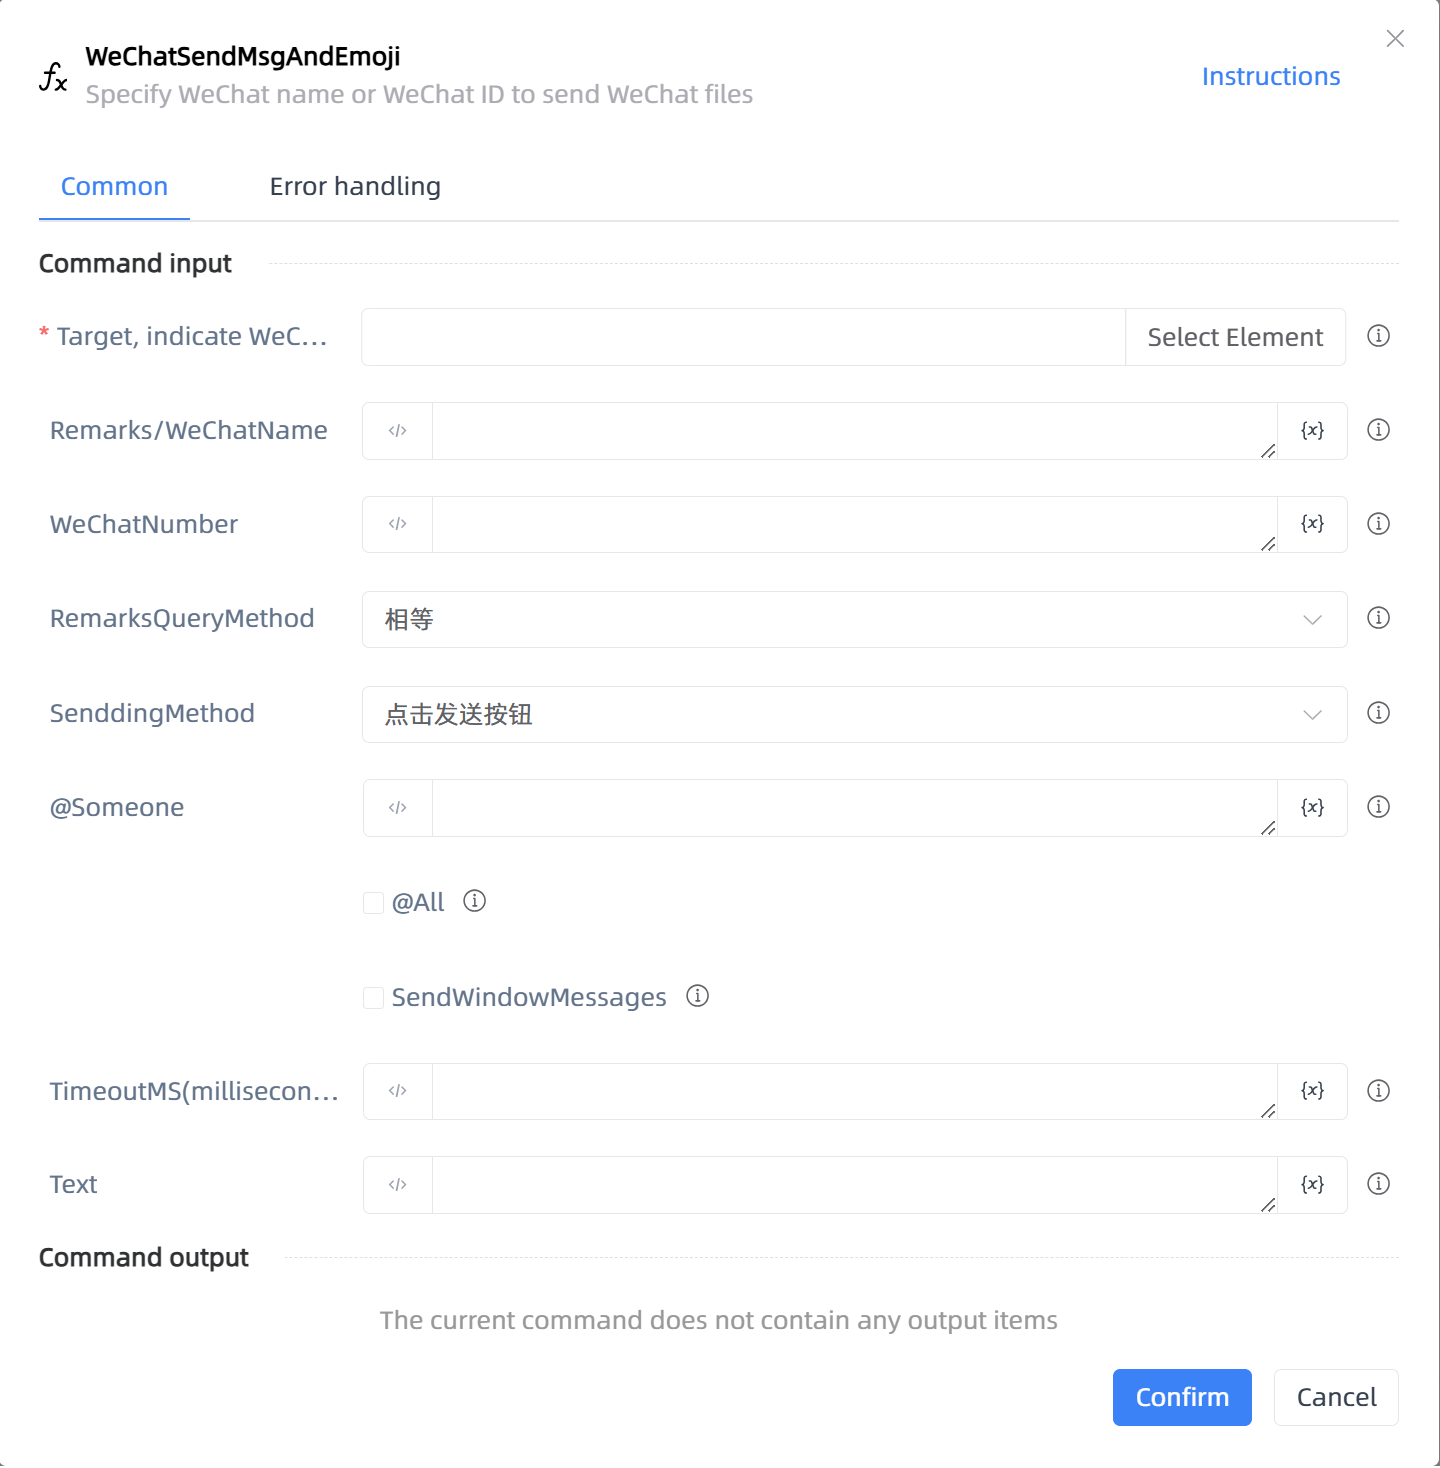 WeChatSendMsgAndEmoji
Specify WeChat name or WeChat ID to send WeChat files
Instructions
Common
Error handling
Command input
* Target, indicate WeC...
Select Element
Remarks/WeChatName
</>
{x}
WeChatNumber
</>
{x}
RemarksQueryMethod
相等
SenddingMethod
点击发送按钮
@Someone
</>
{x}
@All
SendWindowMessages
TimeoutMS(millisecon...
</>
{x}
Text
</>
{x}
Command output
The current command does not contain any output items
Confirm
Cancel